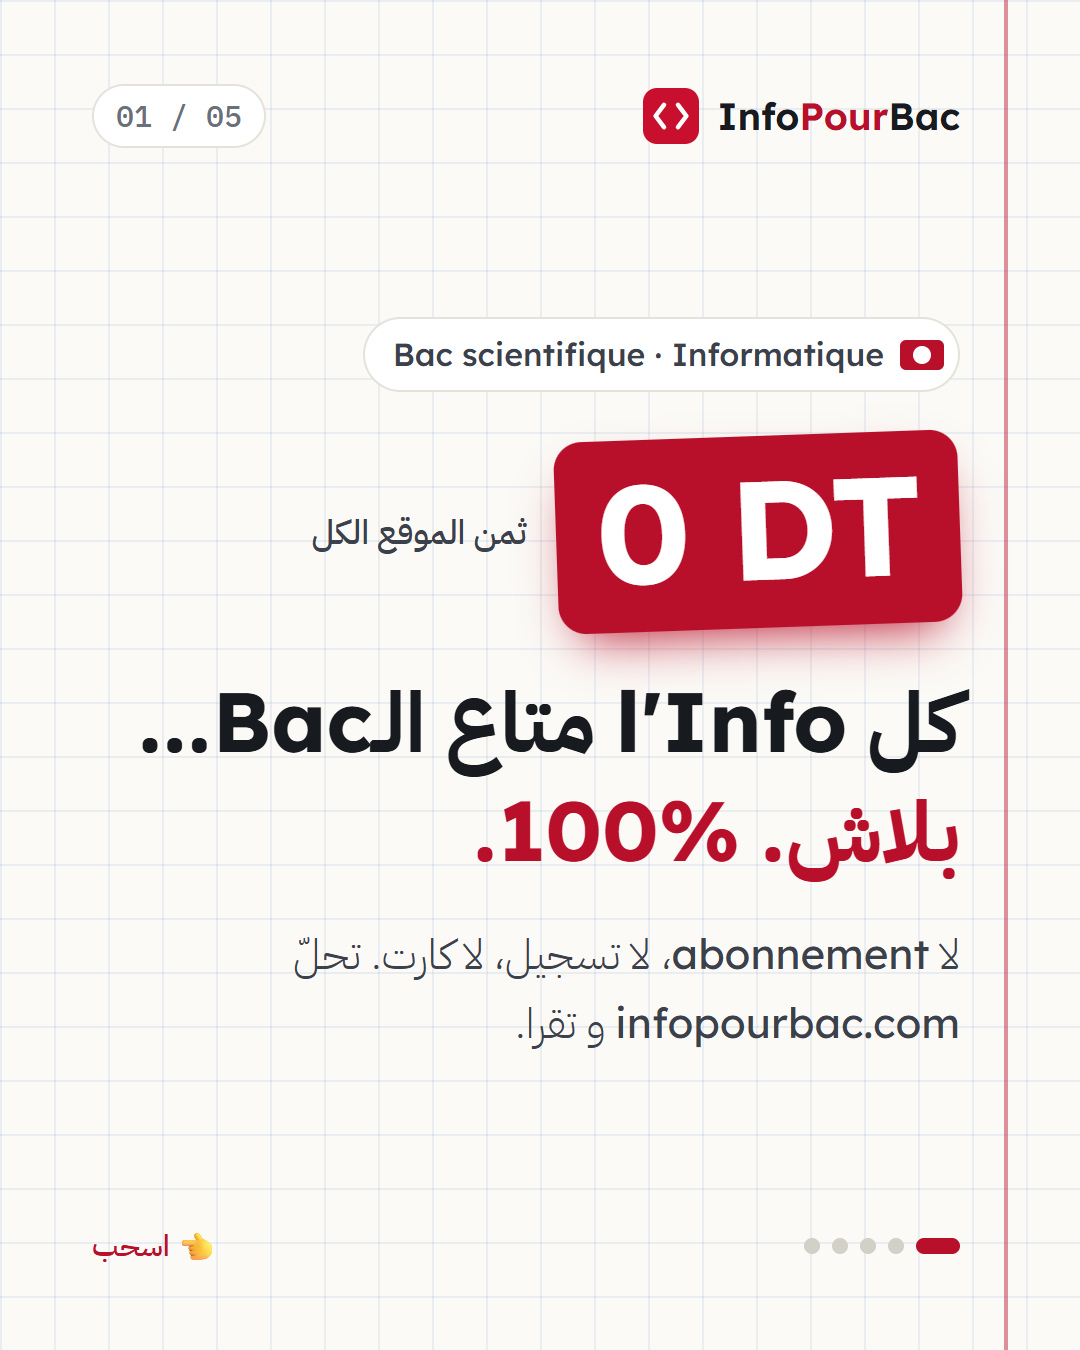 InfoPourBac
01 / 05
Bac scientifique · Informatique
0 DT
ثمن الموقع الكل
كل l'Info متاع الـBac...
بلاش. 100%.
لا abonnement، لا تسجيل، لا كارت. تحلّ
infopourbac.com و تقرا.
اسحب